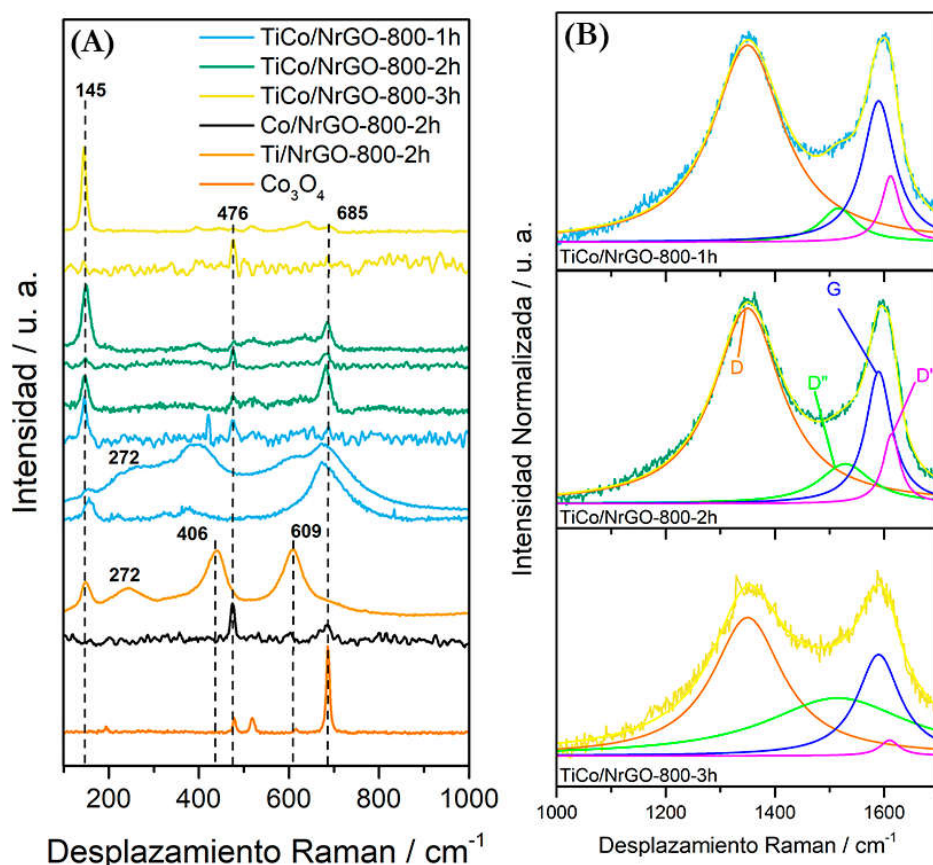 (A)
TiCo/NrGO-800-1h
TiCo/NrGO-800-2h
TiCo/NrGO-800-3h
Co/NrGO-800-2h
Ti/NrGO-800-2h
Co₃O₄
145
476
685
272
406
609
272
Intensidad / u. a.
200
400
600
800
1000
Desplazamiento Raman / cm⁻¹
(B)
TiCo/NrGO-800-1h
G
D
D"
D'
TiCo/NrGO-800-2h
TiCo/NrGO-800-3h
Intensidad Normalizada / u. a.
1000
1200
1400
1600
Desplazamiento Raman / cm⁻¹